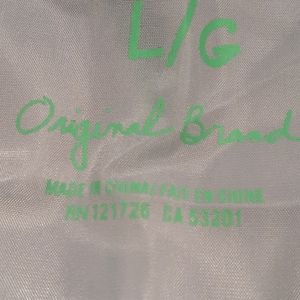 L/G
Original Brand
MADE IN CHINA / FAIT EN CHINE
RN 121726 CA 53201